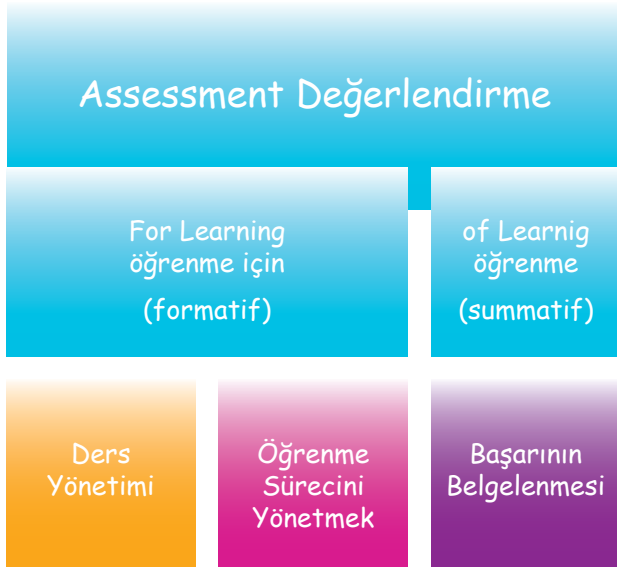 Assessment Değerlendirme
For Learning
öğrenme için
(formatif)
of Learnig
öğrenme
(summatif)
Ders
Yönetimi
Öğrenme
Sürecini
Yönetmek
Başarının
Belgelenmesi